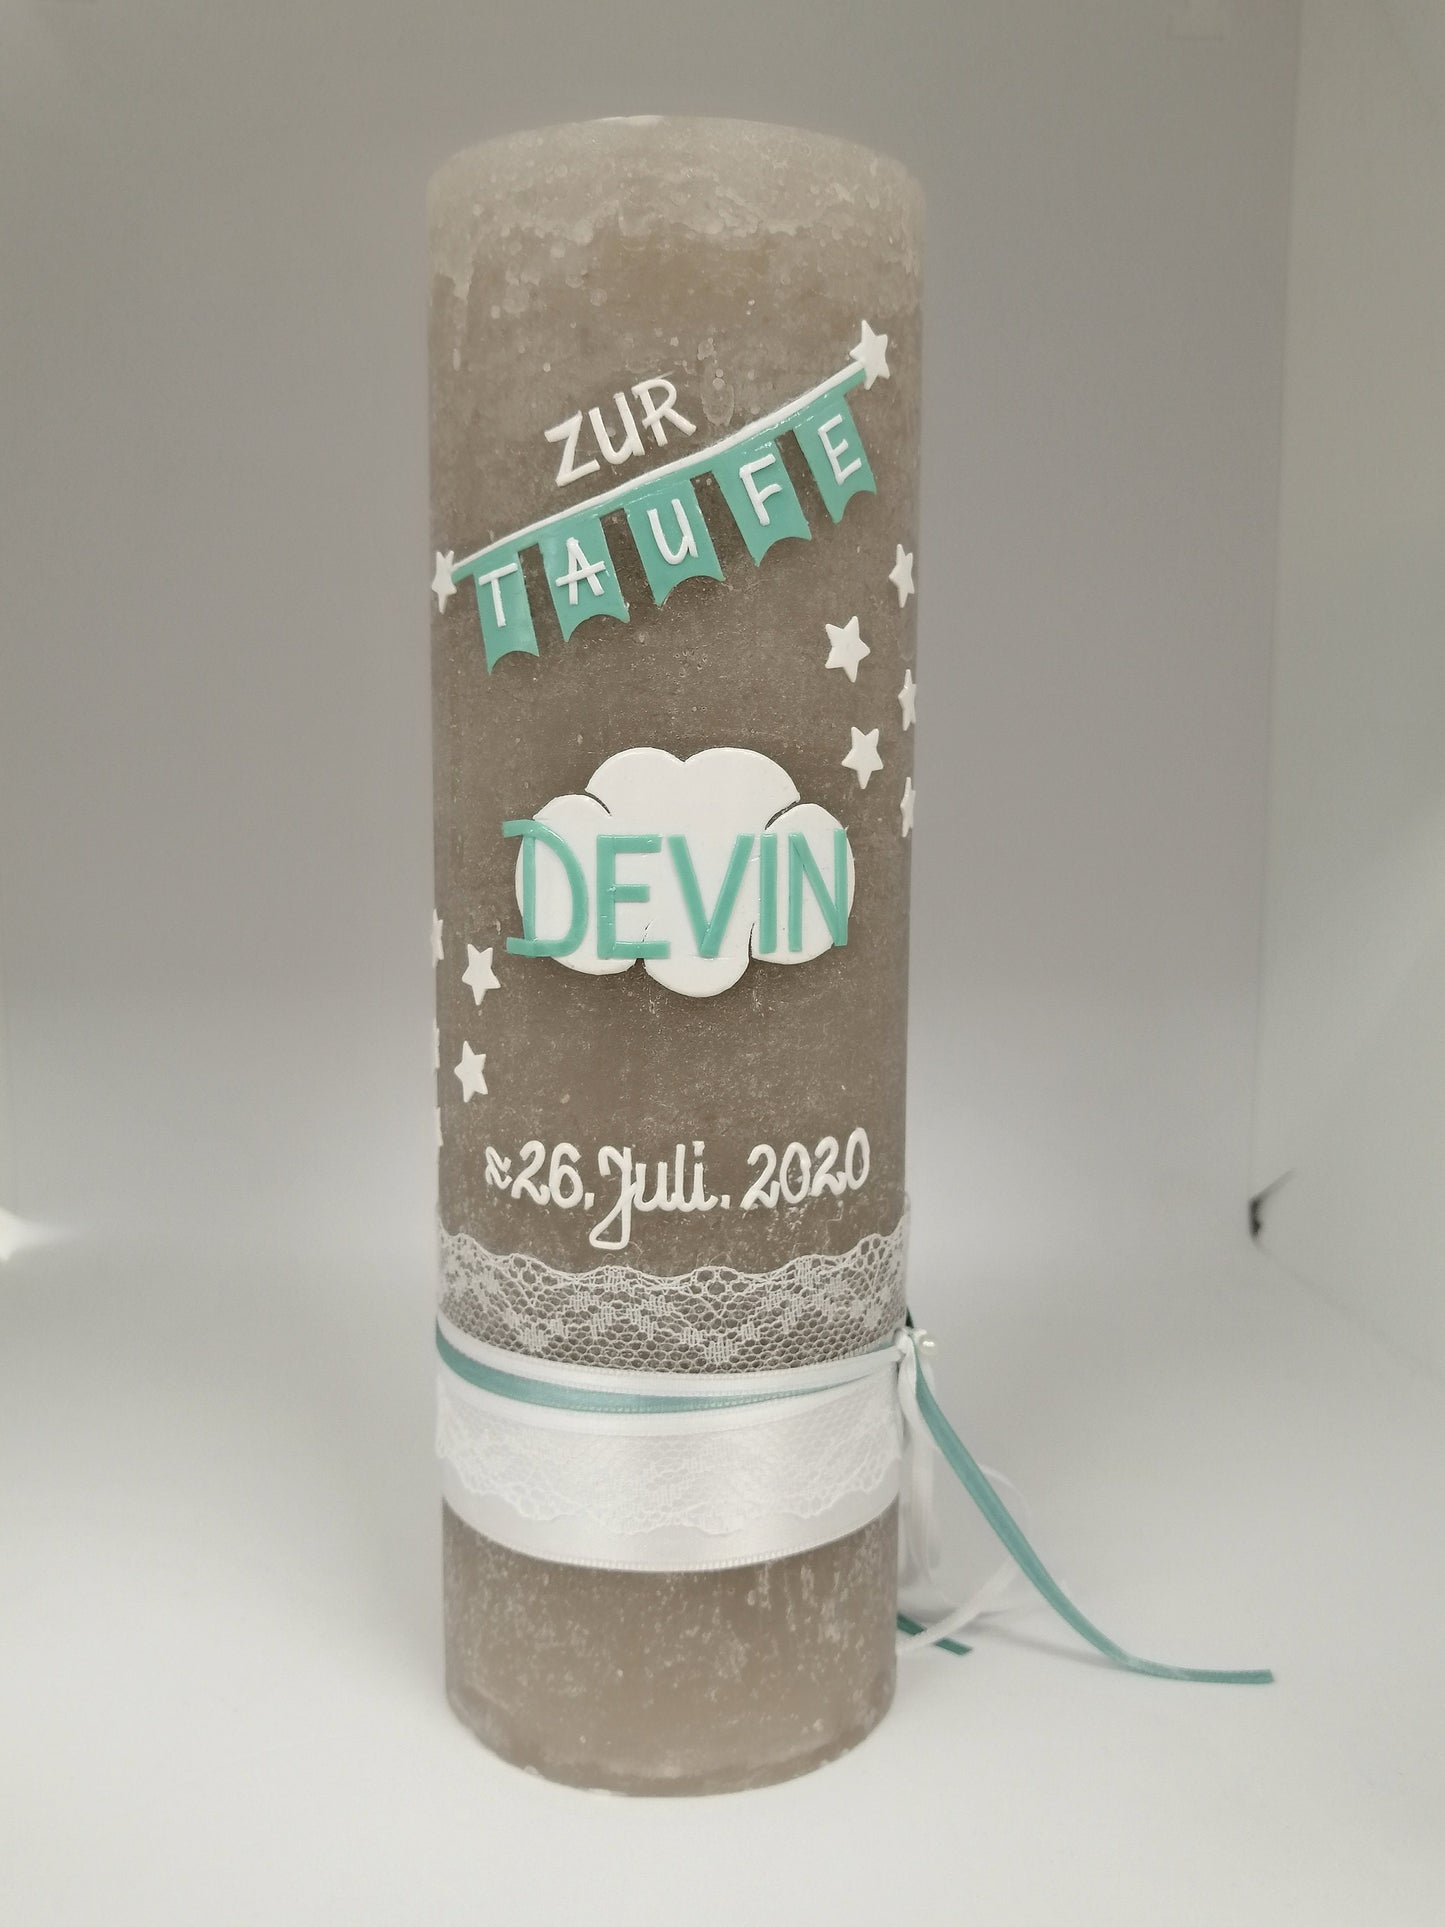 ZUR
TAUFE
DEVIN
~26. Juli. 2020